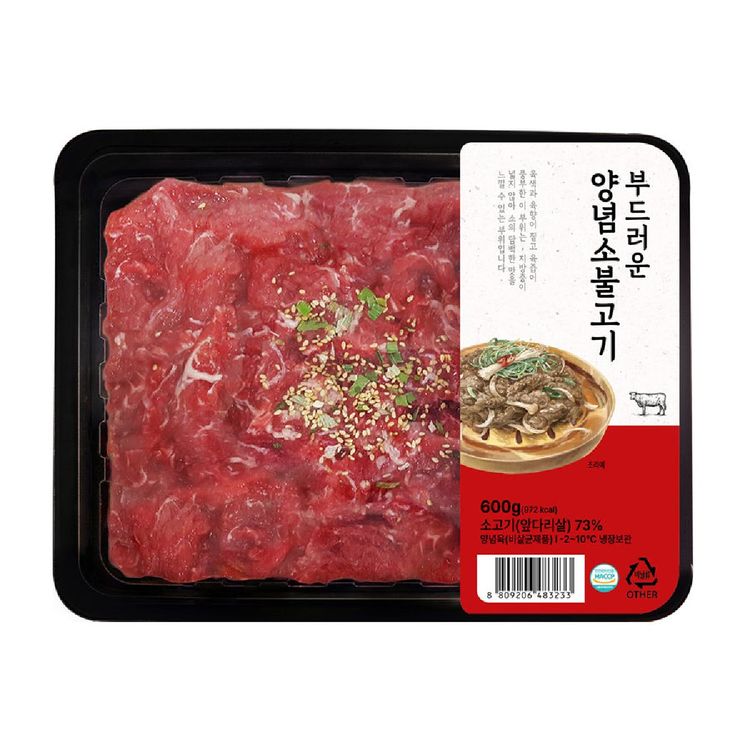 부드러운
양념소불고기
육색과 육향이 짙고 육즙이
풍부한 이 부위는, 지방층이
넓지 않아 소의 담백한 맛을
느낄 수 있는 부위입니다.
조리예
600g(972 kcal)
소고기(앞다리살) 73%
양념육(비살균제품) I -2~10℃ 냉장보관
8 809206 483233
HACCP
OTHER